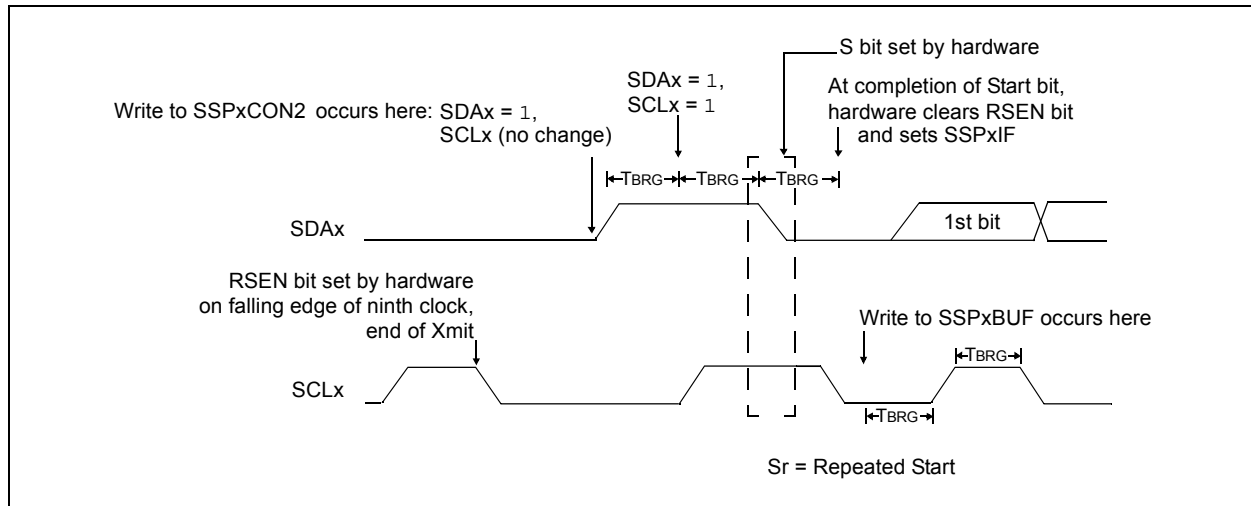 S bit set by hardware
SDAx = 1,
SCLx = 1
At completion of Start bit,
hardware clears RSEN bit
and sets SSPxIF
Write to SSPxCON2 occurs here: SDAx = 1,
SCLx (no change)
TBRG
TBRG
TBRG
SDAx
1st bit
RSEN bit set by hardware
on falling edge of ninth clock,
end of Xmit
Write to SSPxBUF occurs here
TBRG
SCLx
TBRG
Sr = Repeated Start